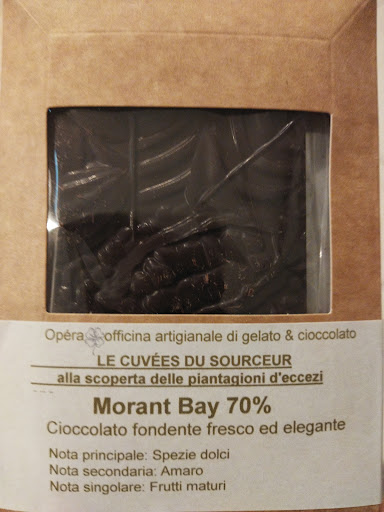 Opéra officina artigianale di gelato & cioccolato
LE CUVÉES DU SOURCEUR
alla scoperta delle piantagioni d'eccezi
Morant Bay 70%
Cioccolato fondente fresco ed elegante
Nota principale: Spezie dolci
Nota secondaria: Amaro
Nota singolare: Frutti maturi